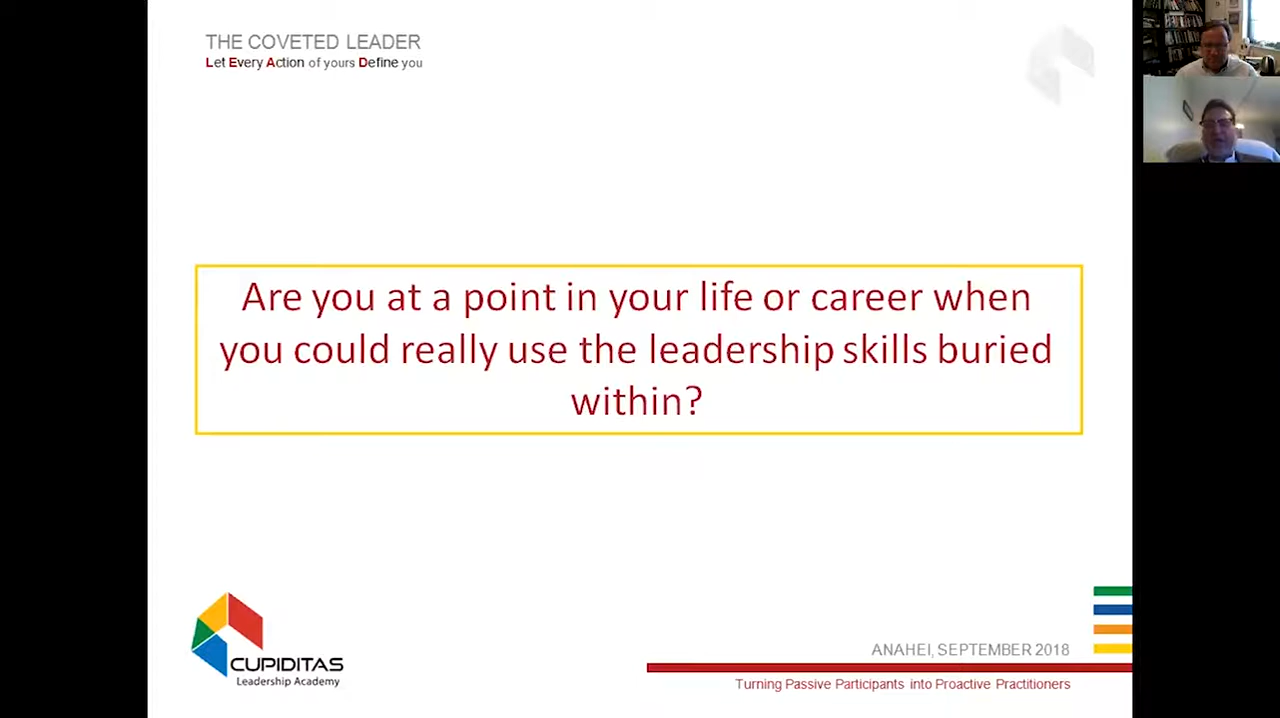 THE COVETED LEADER
Let Every Action of yours Define you
Are you at a point in your life or career when
you could really use the leadership skills buried
within?
CUPIDITAS
Leadership Academy
ANAHEI, SEPTEMBER 2018
Turning Passive Participants into Proactive Practitioners